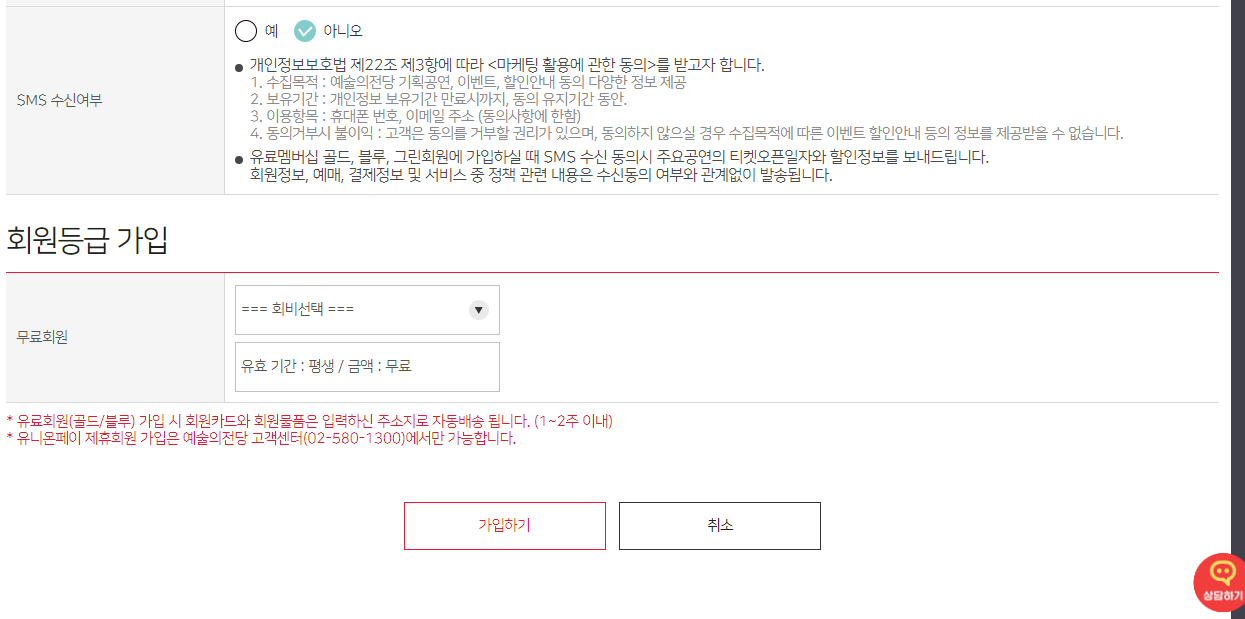 예 아니오
개인정보보호법 제22조 제3항에 따라 <마케팅 활용에 관한 동의>를 받고자 합니다.
1. 수집목적 : 예술의전당 기획공연, 이벤트, 할인안내 동의 다양한 정보 제공
2. 보유기간 : 개인정보 보유기간 만료시까지, 동의 유지기간 동안.
3. 이용항목 : 휴대폰 번호, 이메일 주소 (동의사항에 한함)
SMS 수신여부
4. 동의거부시 불이익 : 고객은 동의를 거부할 권리가 있으며, 동의하지 않으실 경우 수집목적에 따른 이벤트 할인안내 등의 정보를 제공받을 수 없습니다.
유료멤버십 골드, 블루, 그린회원에 가입하실 때 SMS 수신 동의시 주요공연의 티켓오픈일자와 할인정보를 보내드립니다.
회원정보, 예매, 결제정보 및 서비스 중 정책 관련 내용은 수신동의 여부와 관계없이 발송됩니다.
회원등급 가입
=== 회비선택 ===
무료회원
유효 기간 : 평생 / 금액 : 무료
* 유료회원(골드/블루) 가입 시 회원카드와 회원물품은 입력하신 주소지로 자동배송 됩니다. (1~2주 이내)
* 유니온페이 제휴회원 가입은 예술의전당 고객센터(02-580-1300)에서만 가능합니다.
가입하기 취소
상담하기